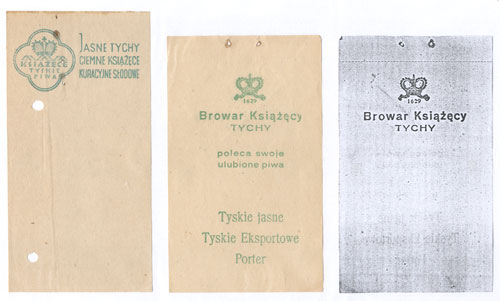 KSIĄŻĘCE
TYSKIE
PIWA
JASNE TYCHY
CIEMNE KSIĄŻĘCE
KURACYJNE SŁODOWE
1629
Browar Książęcy
TYCHY
poleca swoje
ulubione piwa
Tyskie jasne
Tyskie Eksportowe
Porter
1629
Browar Książęcy
TYCHY